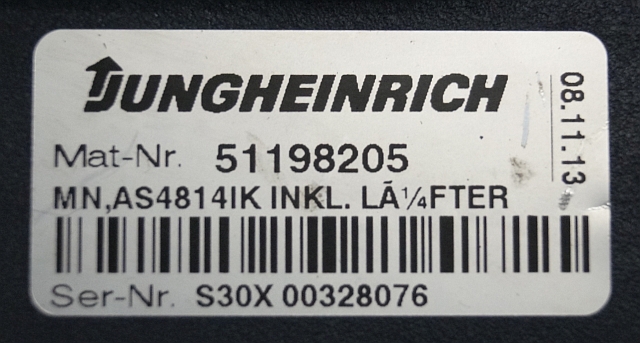 JUNGHEINRICH
Mat-Nr. 51198205
MN,AS4814IK INKL. LÃ¼FTER
Ser-Nr. S30X 00328076
08.11.13